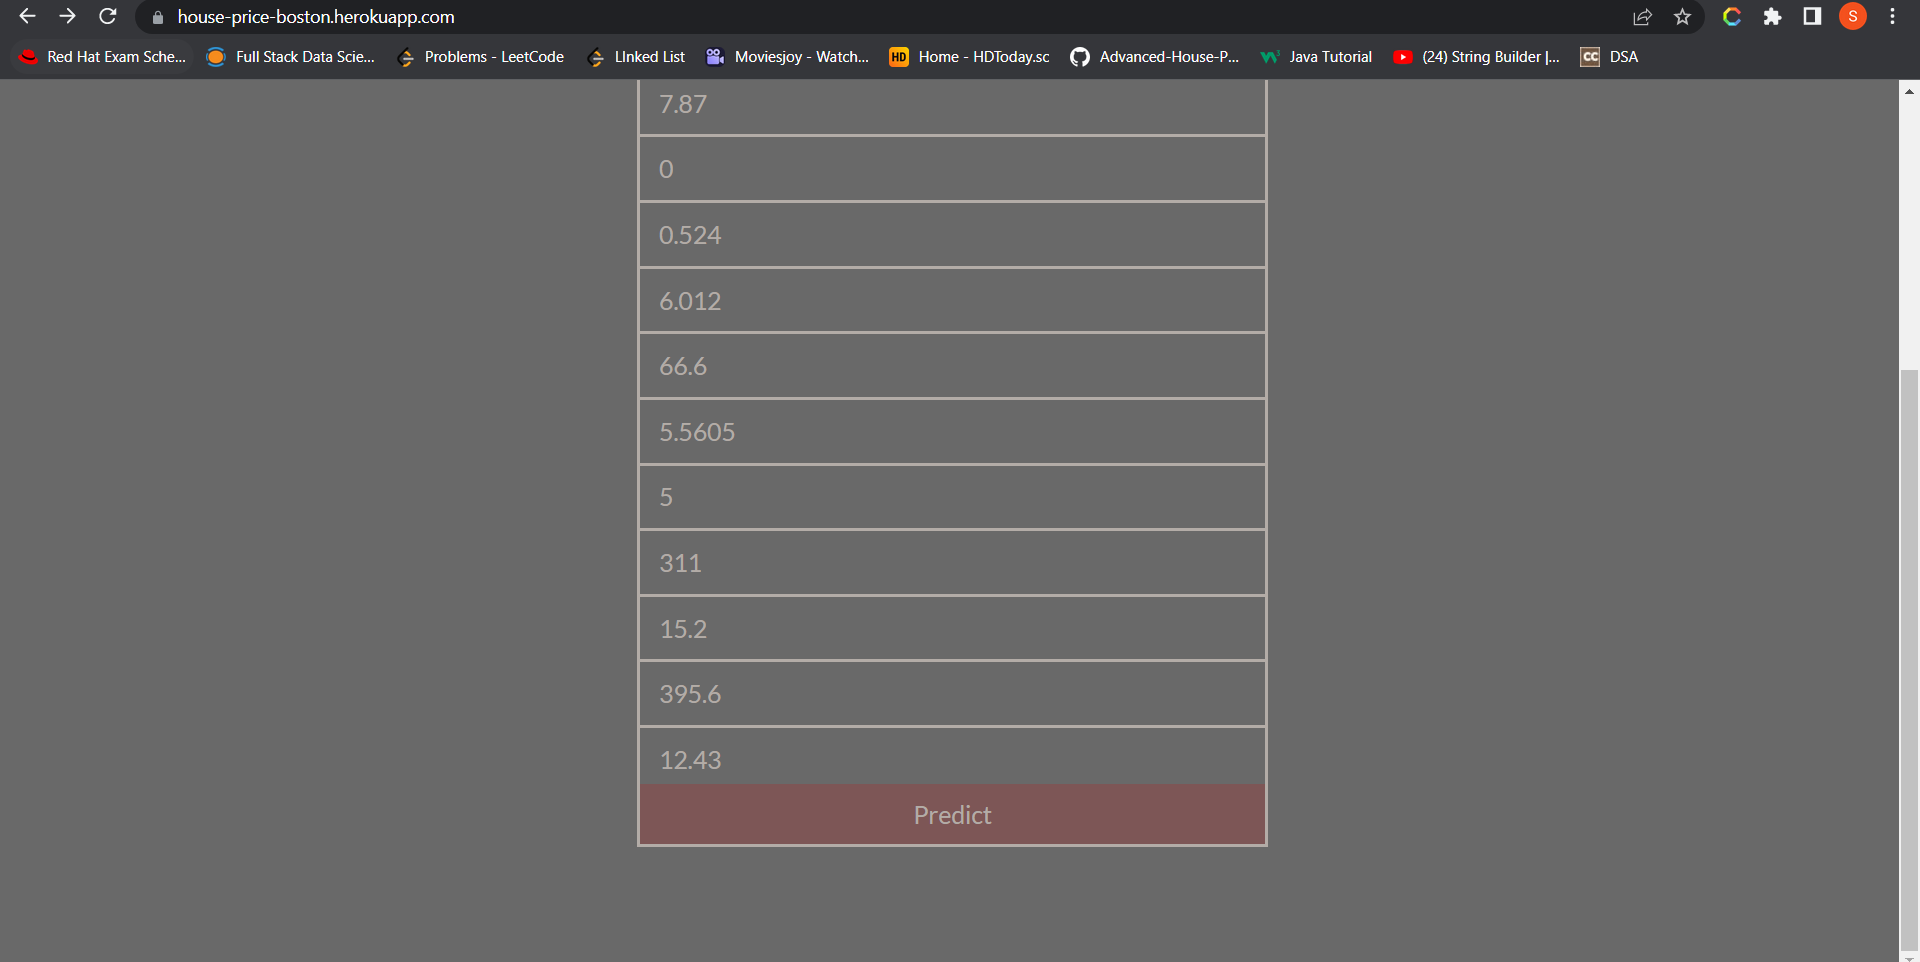 house-price-boston.herokuapp.com
S
Red Hat Exam Sche... Full Stack Data Scie... Problems - LeetCode LInked List Moviesjoy - Watch... HD Home - HDToday.sc Advanced-House-P... Java Tutorial (24) String Builder |... CC DSA
7.87
0
0.524
6.012
66.6
5.5605
5
311
15.2
395.6
12.43
Predict